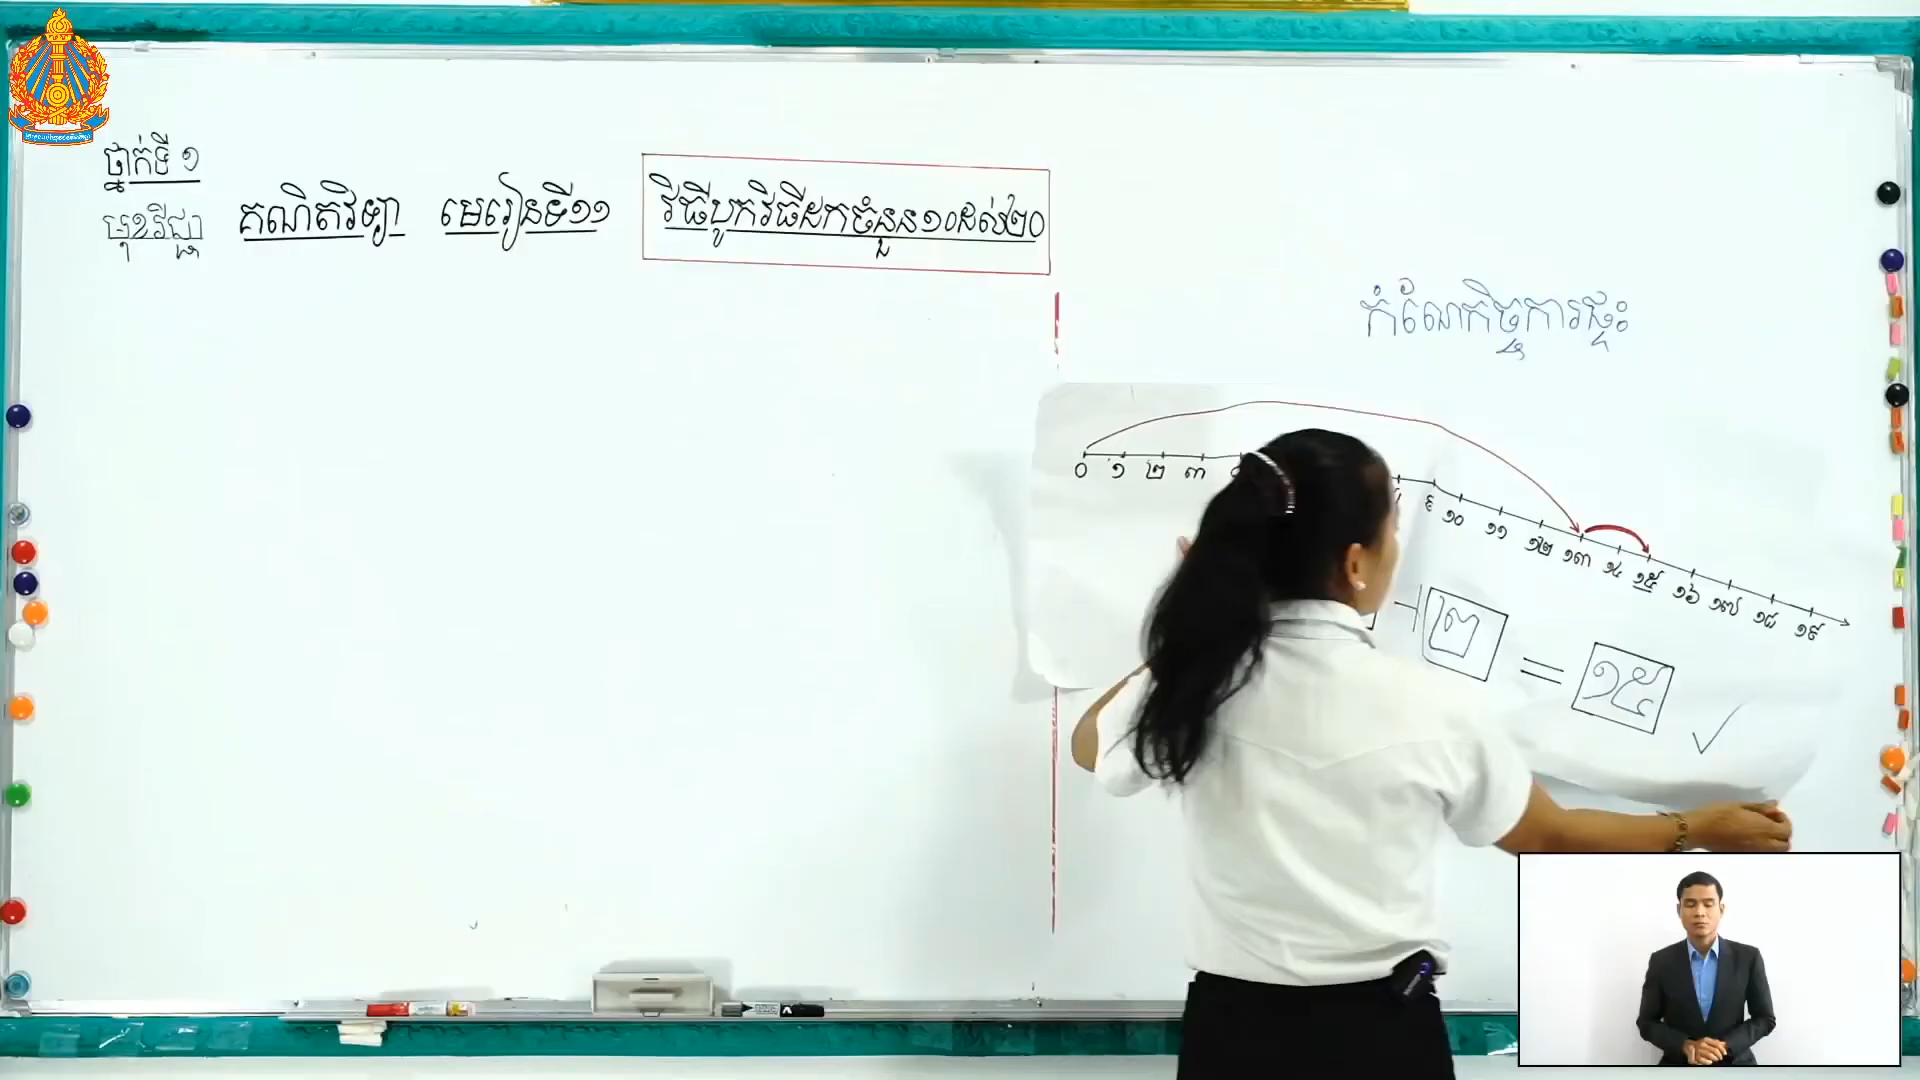 ថ្នាក់ទី ១
មុខវិជ្ជា គណិតវិទ្យា មេរៀនទី១១ វិធីបូកវិធីដកចំនួន១០ដល់២០
កំណែកិច្ចការផ្ទះ
០ ១ ២ ៣ ៩ ១០ ១១ ១២ ១៣ ១៤ ១៥ ១៦ ១៧ ១៨ ១៩
២ = ១៥ ✓